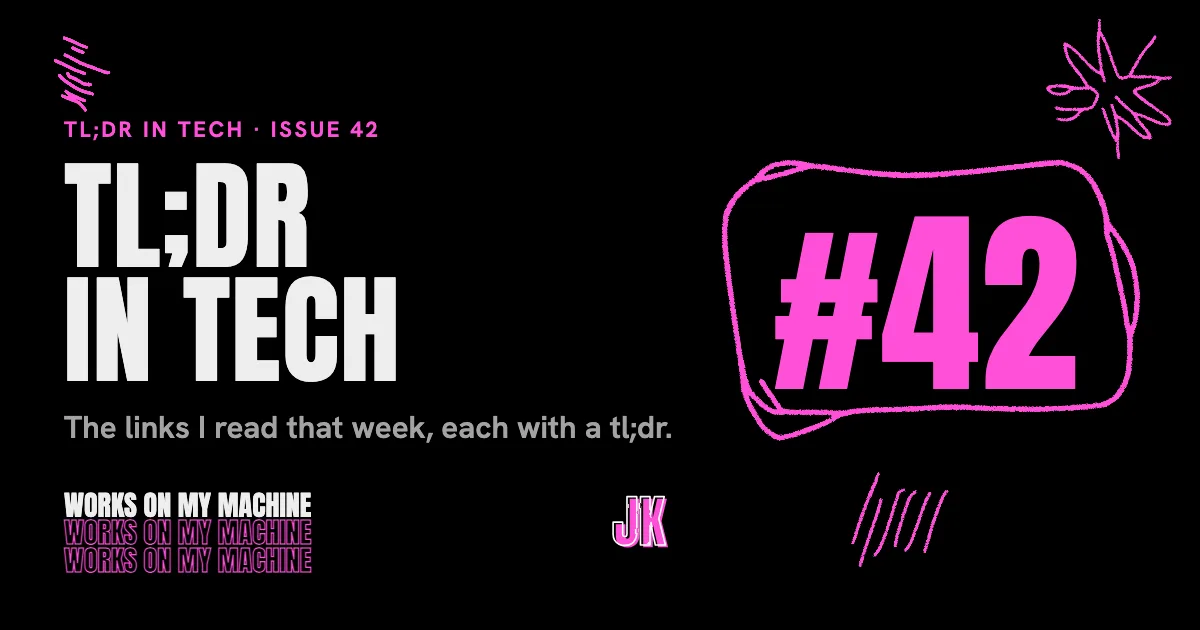 TL;DR IN TECH · ISSUE 42
TL;DR
IN TECH
The links I read that week, each with a tl;dr.
#42
WORKS ON MY MACHINE
WORKS ON MY MACHINE
WORKS ON MY MACHINE
JK